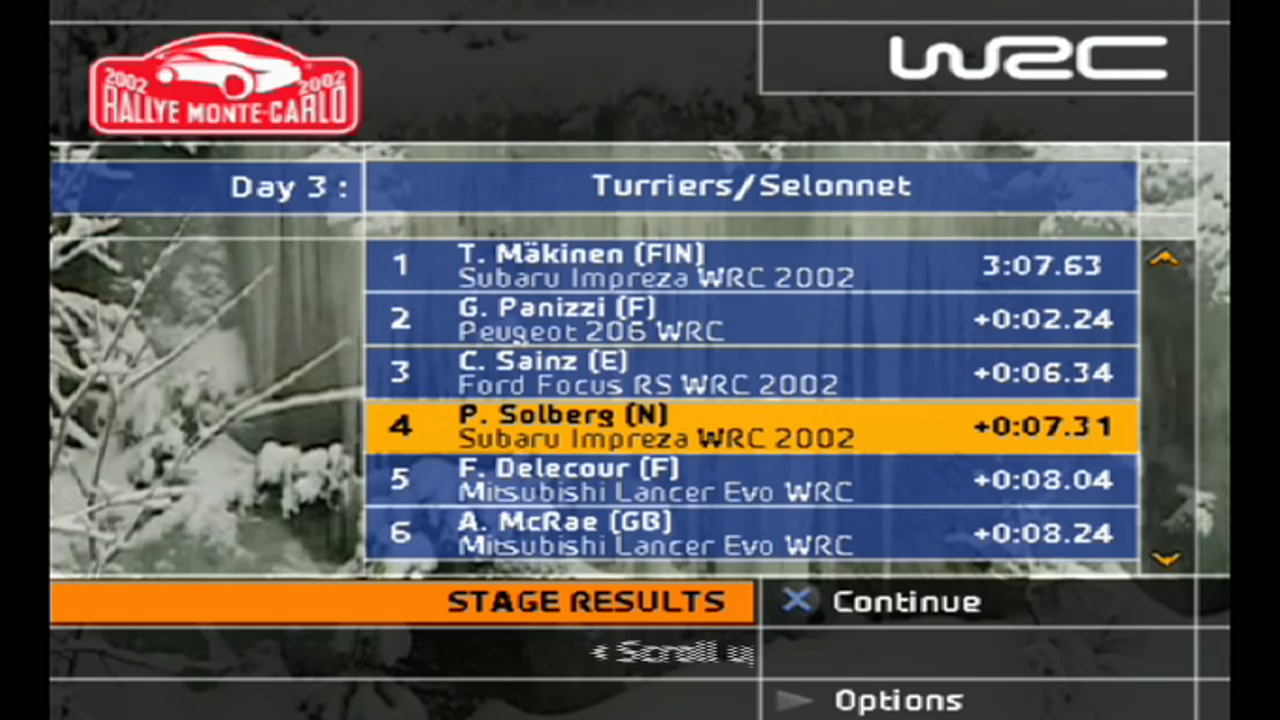 2002 2002
RALLYE MONTE-CARLO
WRC
Day 3 :
Turriers/Selonnet
1 T. Mäkinen (FIN) 3:07.63
Subaru Impreza WRC 2002
2 G. Panizzi (F) +0:02.24
Peugeot 206 WRC
3 C. Sainz (E) +0:06.34
Ford Focus RS WRC 2002
4 P. Solberg (N) +0:07.31
Subaru Impreza WRC 2002
5 F. Delecour (F) +0:08.04
Mitsubishi Lancer Evo WRC
6 A. McRae (GB) +0:08.24
Mitsubishi Lancer Evo WRC
STAGE RESULTS
Continue
Scroll
Options